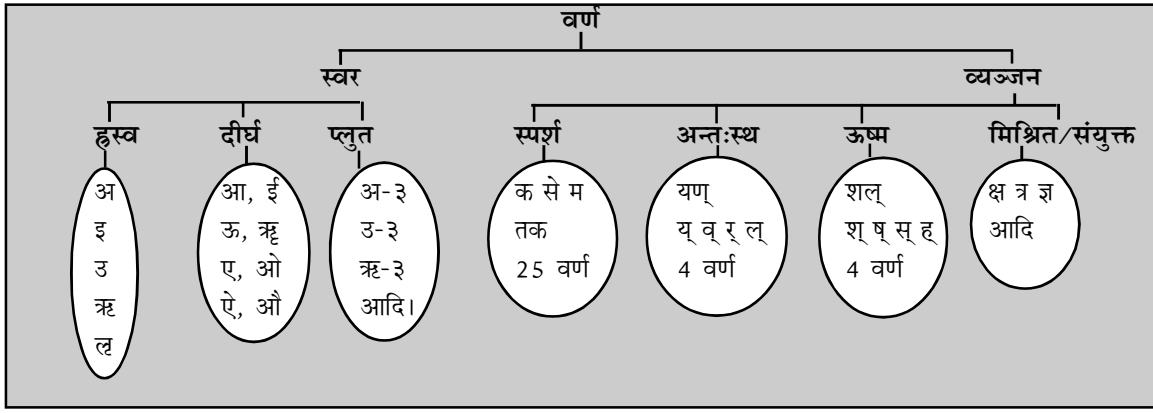 वर्ण
स्वर व्यञ्जन
ह्रस्व दीर्घ प्लुत स्पर्श अन्तःस्थ ऊष्म मिश्रित/संयुक्त
अ
इ
उ
ऋ
ऌ
आ, ई
ऊ, ॠ
ए, ओ
ऐ, औ
अ-३
उ-३
ऋ-३
आदि।
क से म
तक
25 वर्ण
यण्
य् व् र् ल्
4 वर्ण
शल्
श् ष् स् ह्
4 वर्ण
क्ष त्र ज्ञ
आदि